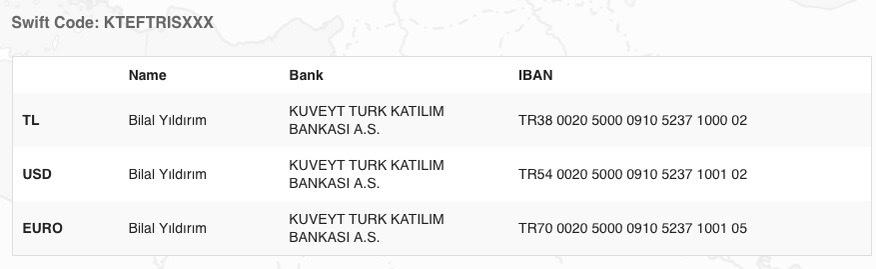 Swift Code: KTEFTRISXXX
Name Bank IBAN
TL Bilal Yıldırım KUVEYT TURK KATILIM BANKASI A.S. TR38 0020 5000 0910 5237 1000 02
USD Bilal Yıldırım KUVEYT TURK KATILIM BANKASI A.S. TR54 0020 5000 0910 5237 1001 02
EURO Bilal Yıldırım KUVEYT TURK KATILIM BANKASI A.S. TR70 0020 5000 0910 5237 1001 05